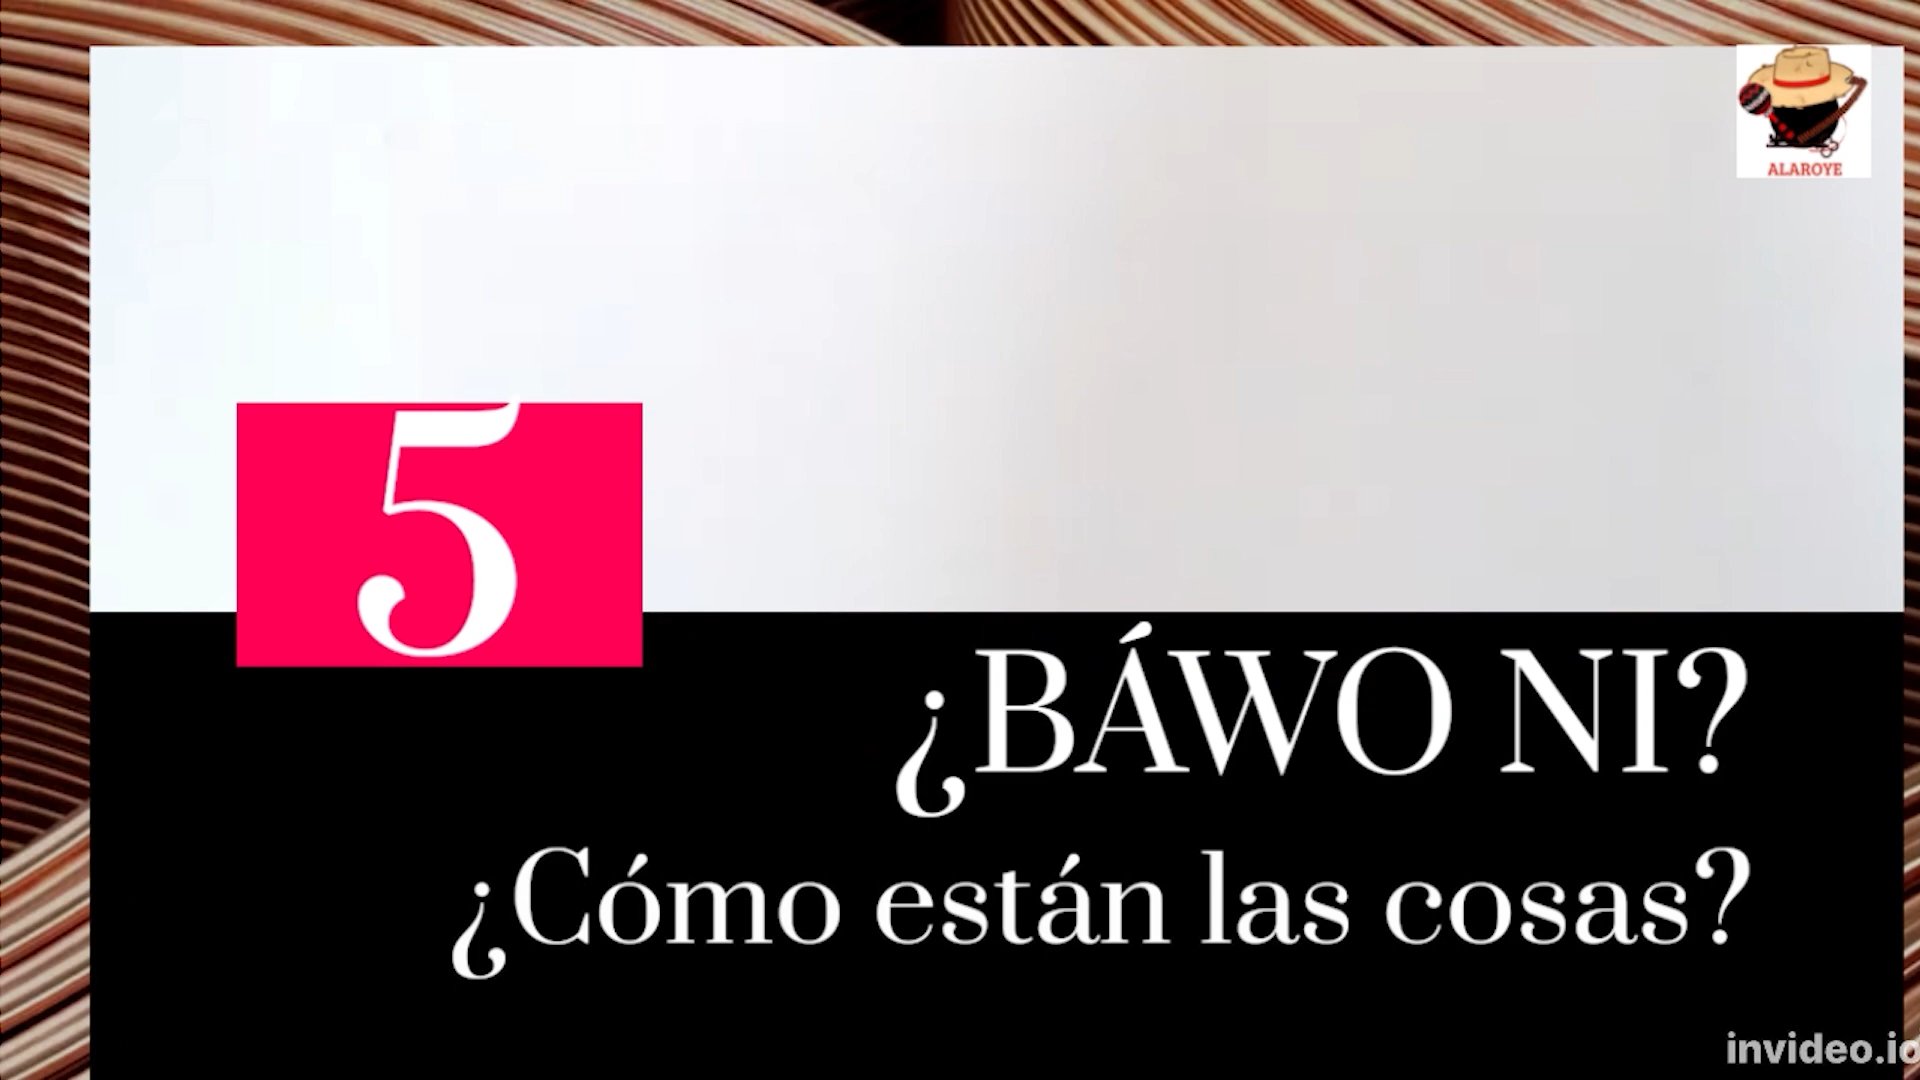 ALAROYE
5
¿BÁWO NI?
¿Cómo están las cosas?
invideo.io